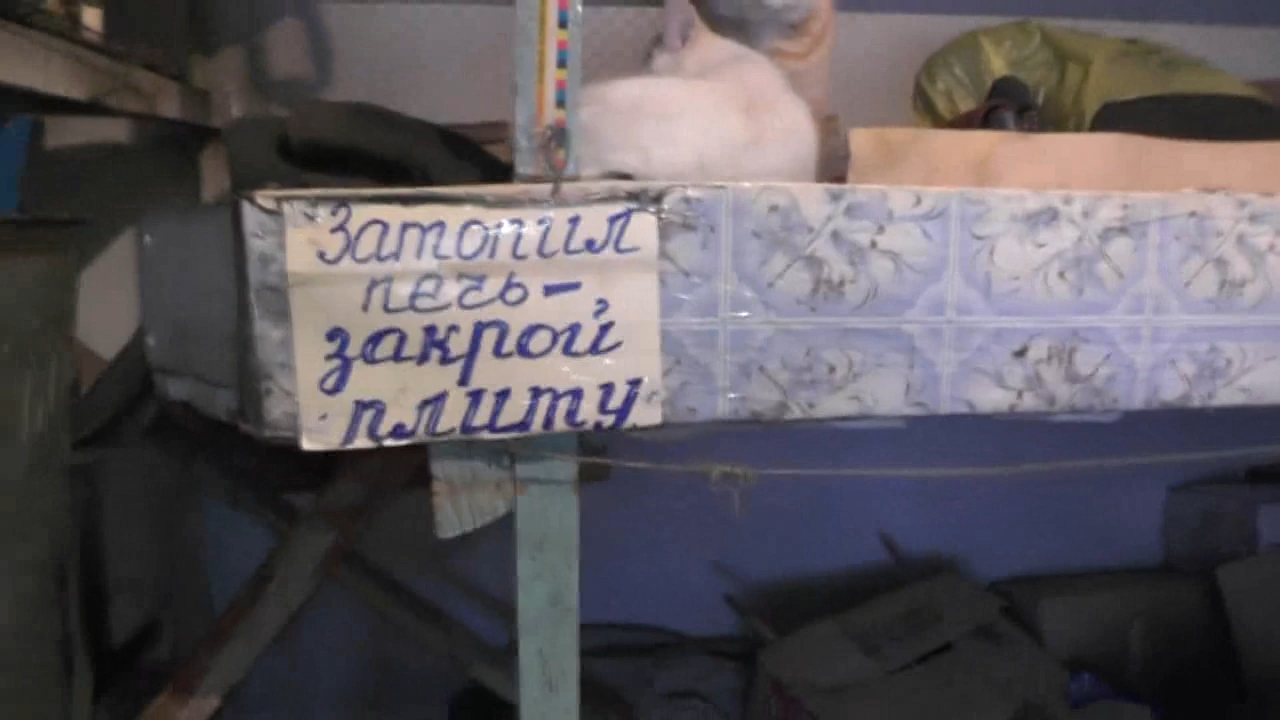 Затопил
печь-
закрой
плиту